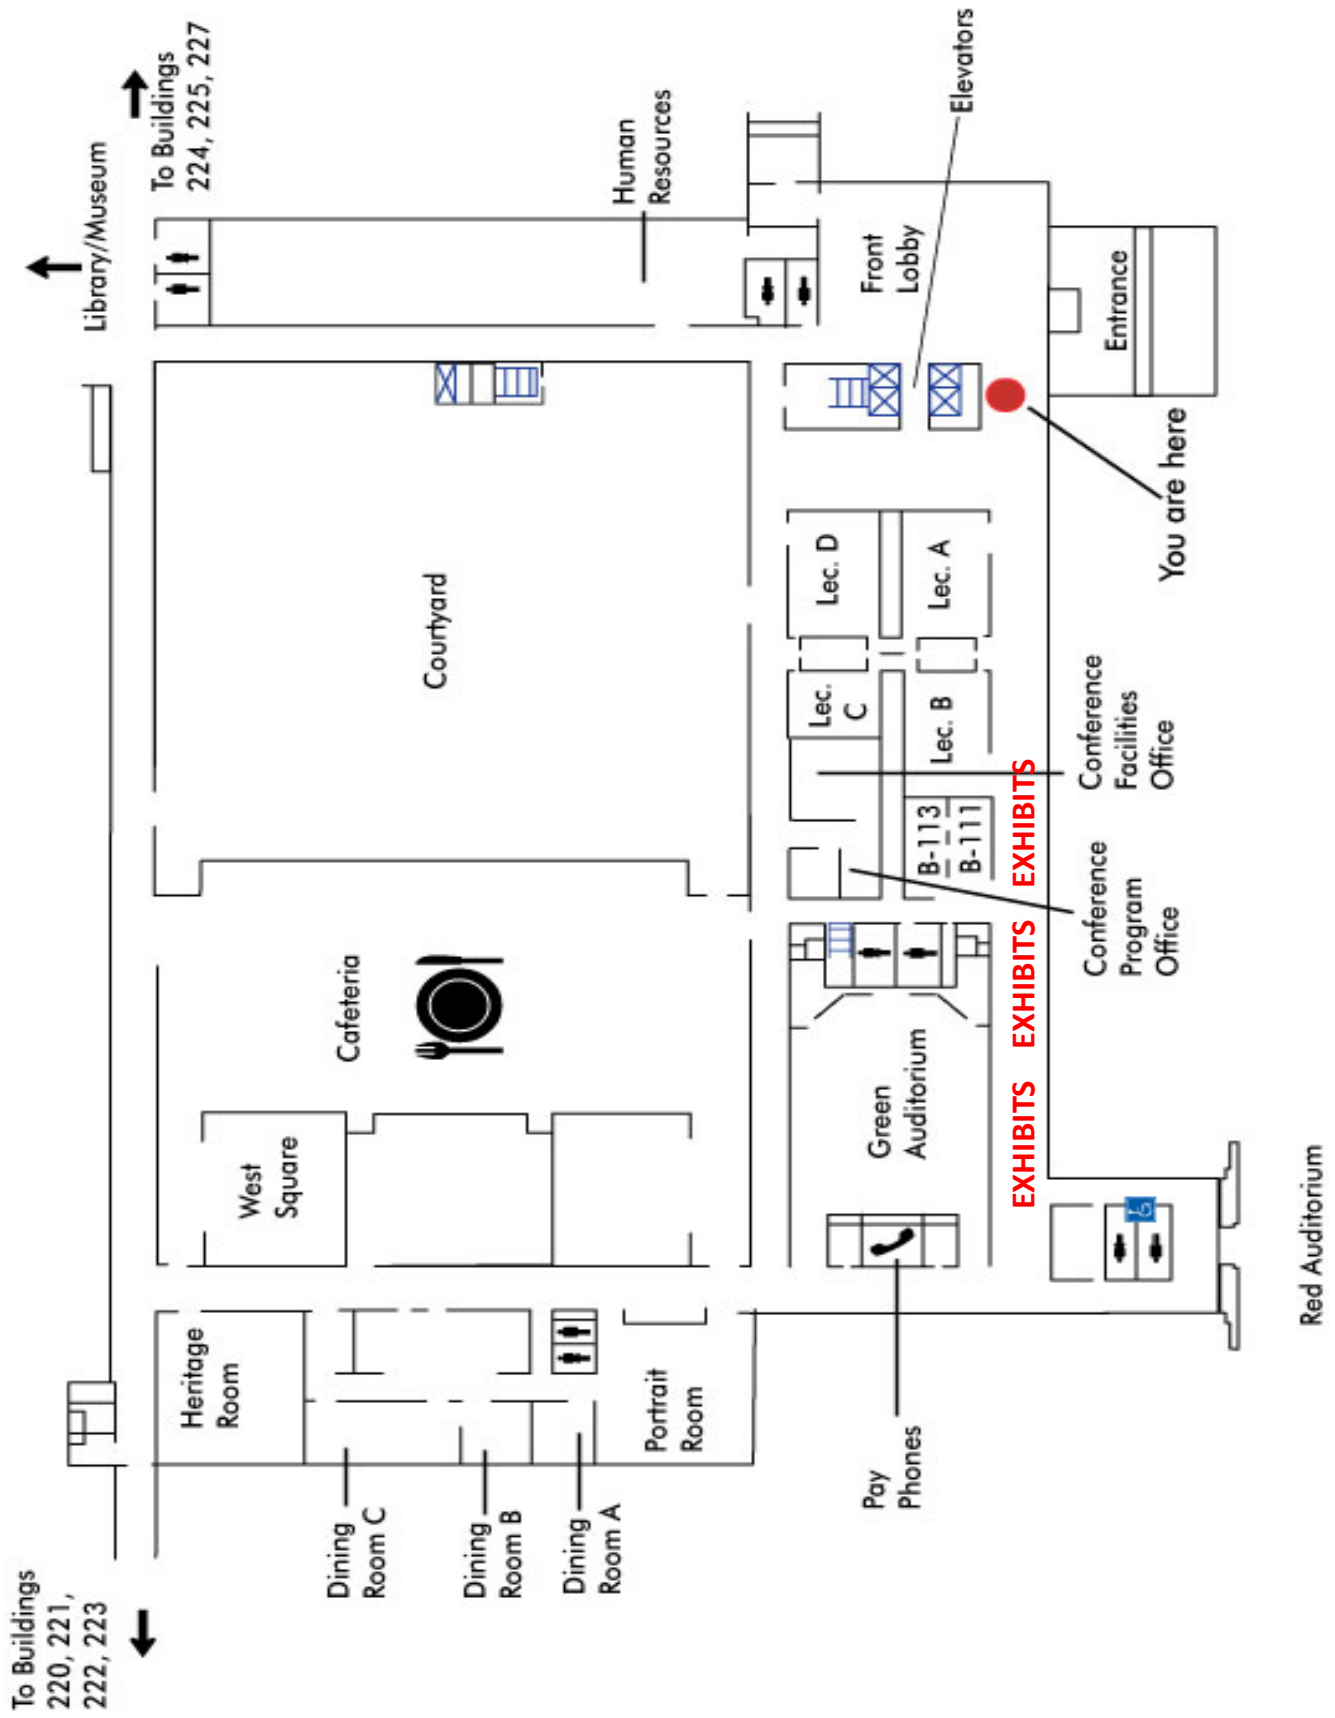 To Buildings
220, 221,
222, 223
Library/Museum
To Buildings
224, 225, 227
Heritage
Room
West
Square
Dining
Room C
Cafeteria
Courtyard
Dining
Room B
Dining
Room A
Human
Resources
Portrait
Room
Lec.
C
Lec. D
Pay
Phones
Green
Auditorium
Front
Lobby
B-113
B-111
Lec. B
Lec. A
Elevators
EXHIBITS EXHIBITS EXHIBITS
Conference
Program
Office
Conference
Facilities
Office
Entrance
You are here
Red Auditorium